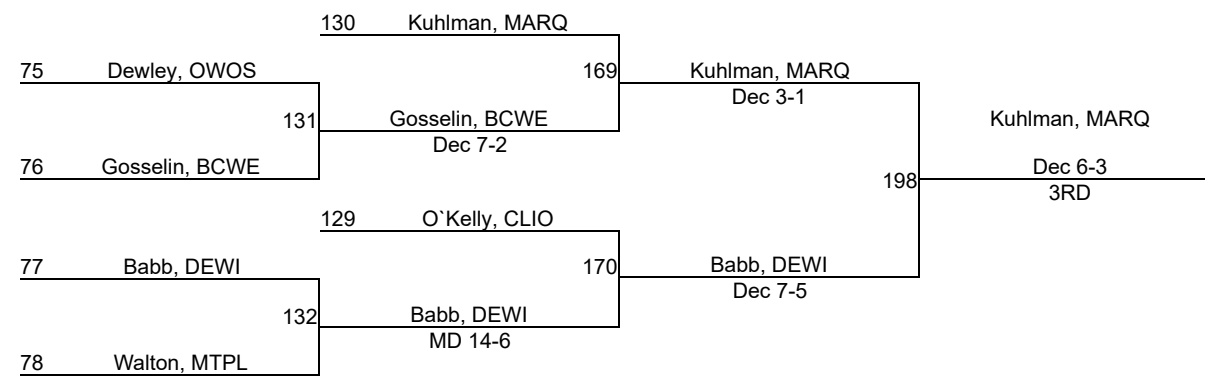 130 Kuhlman, MARQ
75 Dewley, OWOS
169
Kuhlman, MARQ
Dec 3-1
131
Gosselin, BCWE
Dec 7-2
Kuhlman, MARQ
76 Gosselin, BCWE
198
Dec 6-3
3RD
129 O`Kelly, CLIO
77 Babb, DEWI
170
Babb, DEWI
Dec 7-5
132
Babb, DEWI
MD 14-6
78 Walton, MTPL